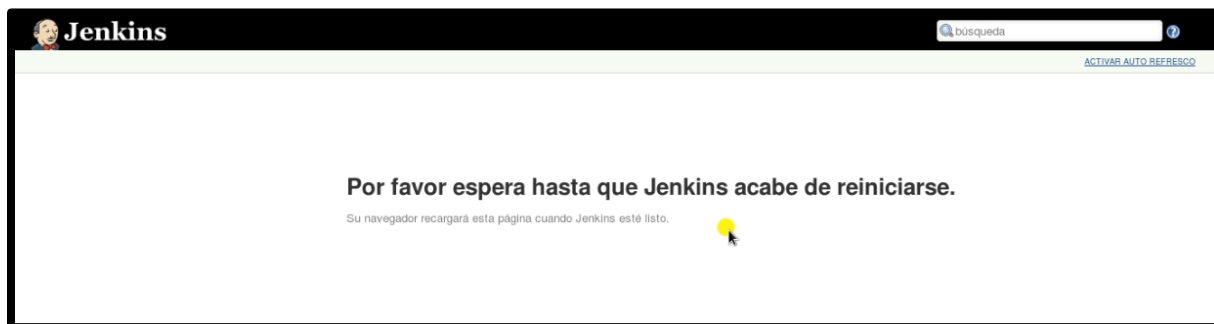 Jenkins
búsqueda
ACTIVAR AUTO REFRESCO
Por favor espera hasta que Jenkins acabe de reiniciarse.
Su navegador recargará esta página cuando Jenkins esté listo.